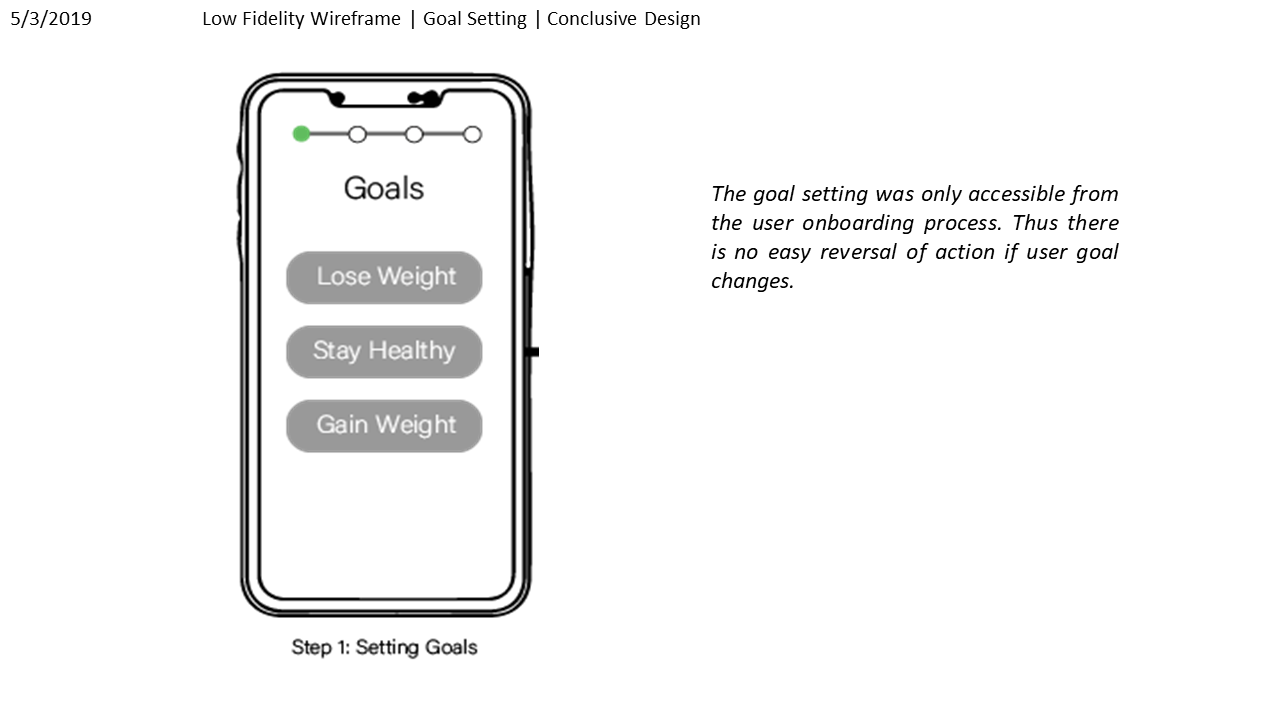 5/3/2019
Low Fidelity Wireframe | Goal Setting | Conclusive Design
Goals
Lose Weight
Stay Healthy
Gain Weight
Step 1: Setting Goals
The goal setting was only accessible from
the user onboarding process. Thus there
is no easy reversal of action if user goal
changes.